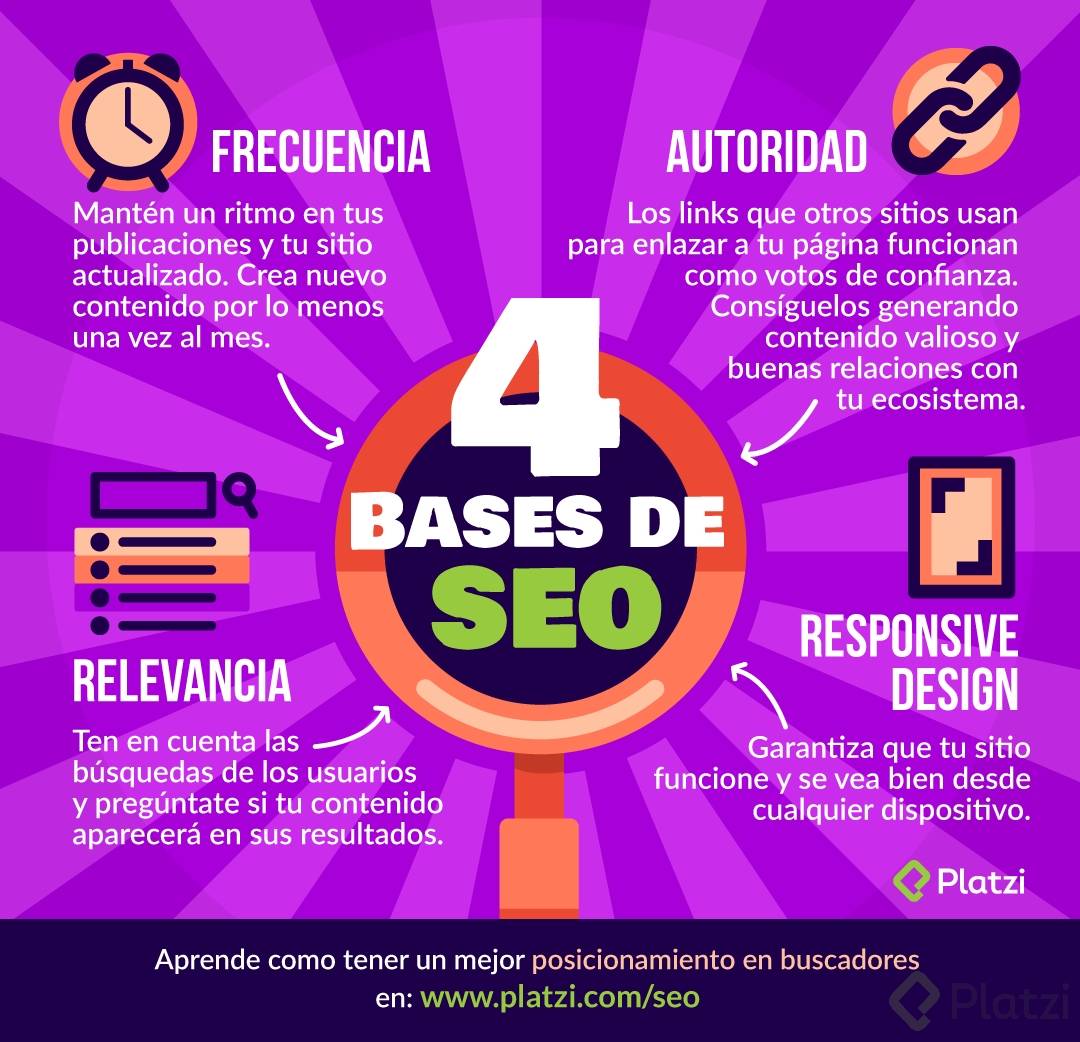 FRECUENCIA
Mantén un ritmo en tus
publicaciones y tu sitio
actualizado. Crea nuevo
contenido por lo menos
una vez al mes.
AUTORIDAD
Los links que otros sitios usan
para enlazar a tu página funcionan
como votos de confianza.
Consíguelos generando
contenido valioso y
buenas relaciones con
tu ecosistema.
4
BASES DE
SEO
RELEVANCIA
Ten en cuenta las
búsquedas de los usuarios
y pregúntate si tu contenido
aparecerá en sus resultados.
RESPONSIVE
DESIGN
Garantiza que tu sitio
funcione y se vea bien desde
cualquier dispositivo.
Platzi
Aprende como tener un mejor posicionamiento en buscadores
en: www.platzi.com/seo
Platzi